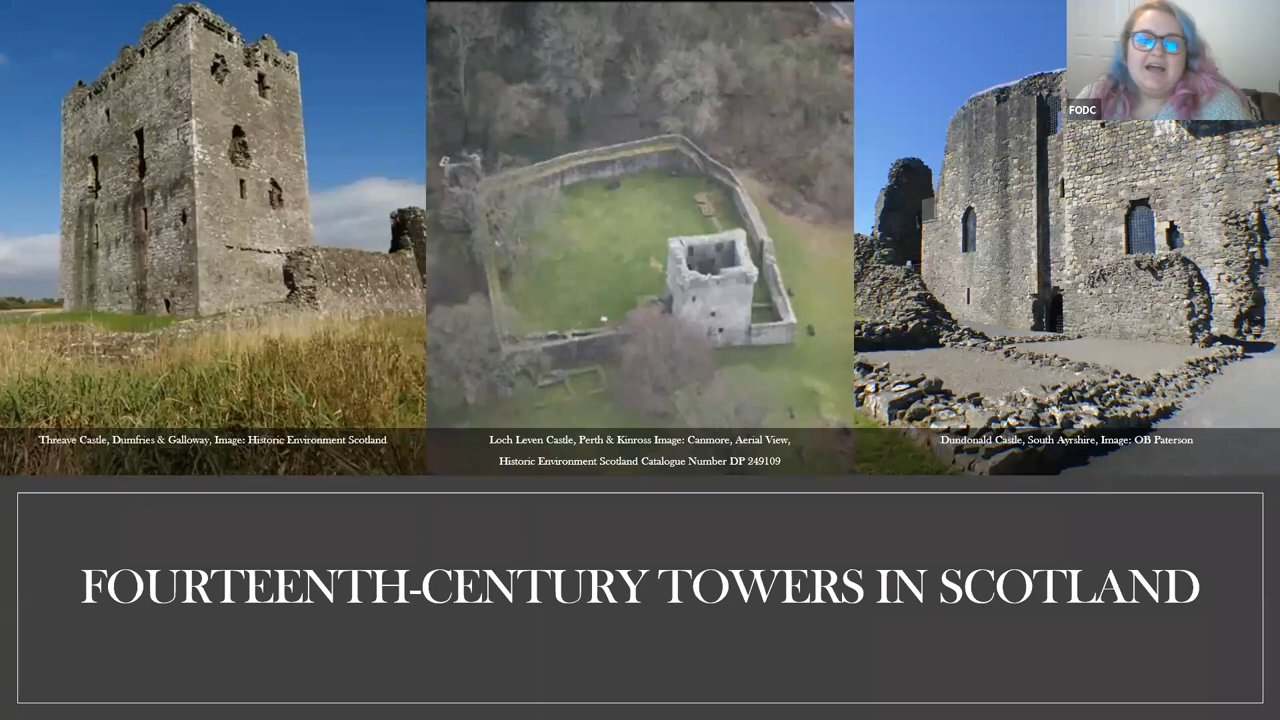 FODC
Threave Castle, Dumfries & Galloway, Image: Historic Environment Scotland
Loch Leven Castle, Perth & Kinross Image: Canmore, Aerial View,
Historic Environment Scotland Catalogue Number DP 249109
Dundonald Castle, South Ayrshire, Image: OB Paterson
FOURTEENTH-CENTURY TOWERS IN SCOTLAND